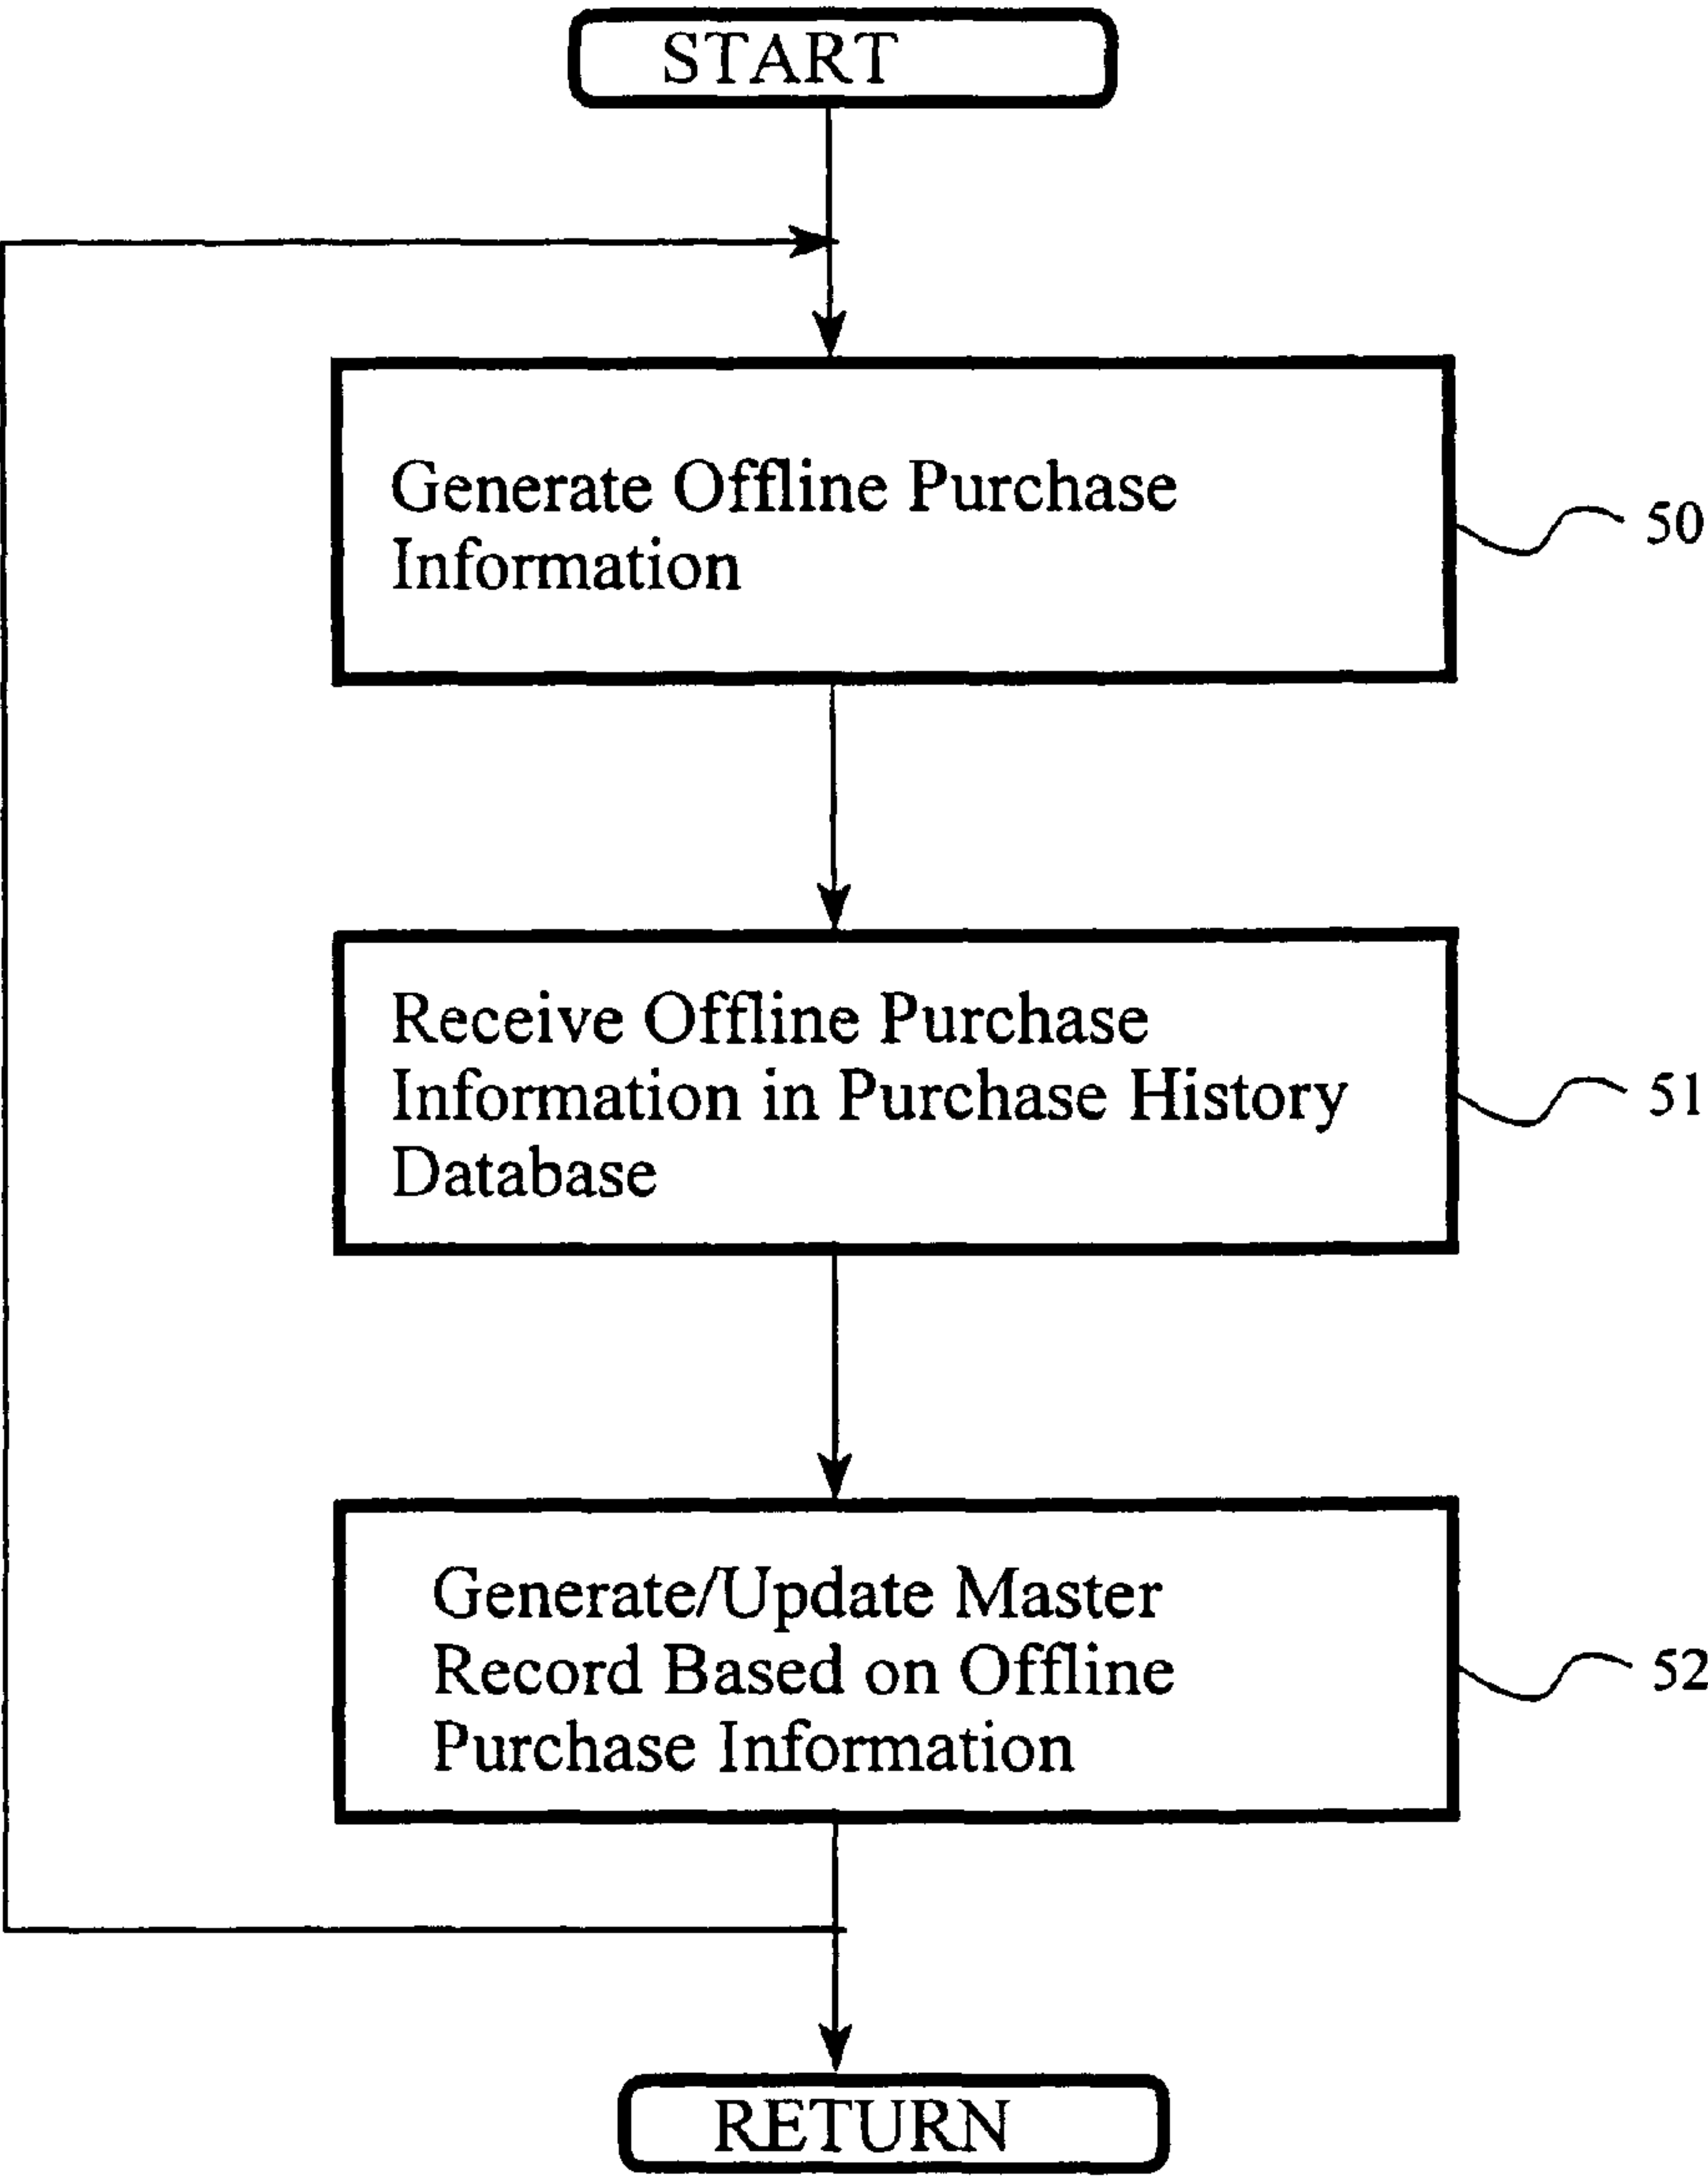 START
Generate Offline Purchase
Information
50
Receive Offline Purchase
Information in Purchase History
Database
51
Generate/Update Master
Record Based on Offline
Purchase Information
52
RETURN